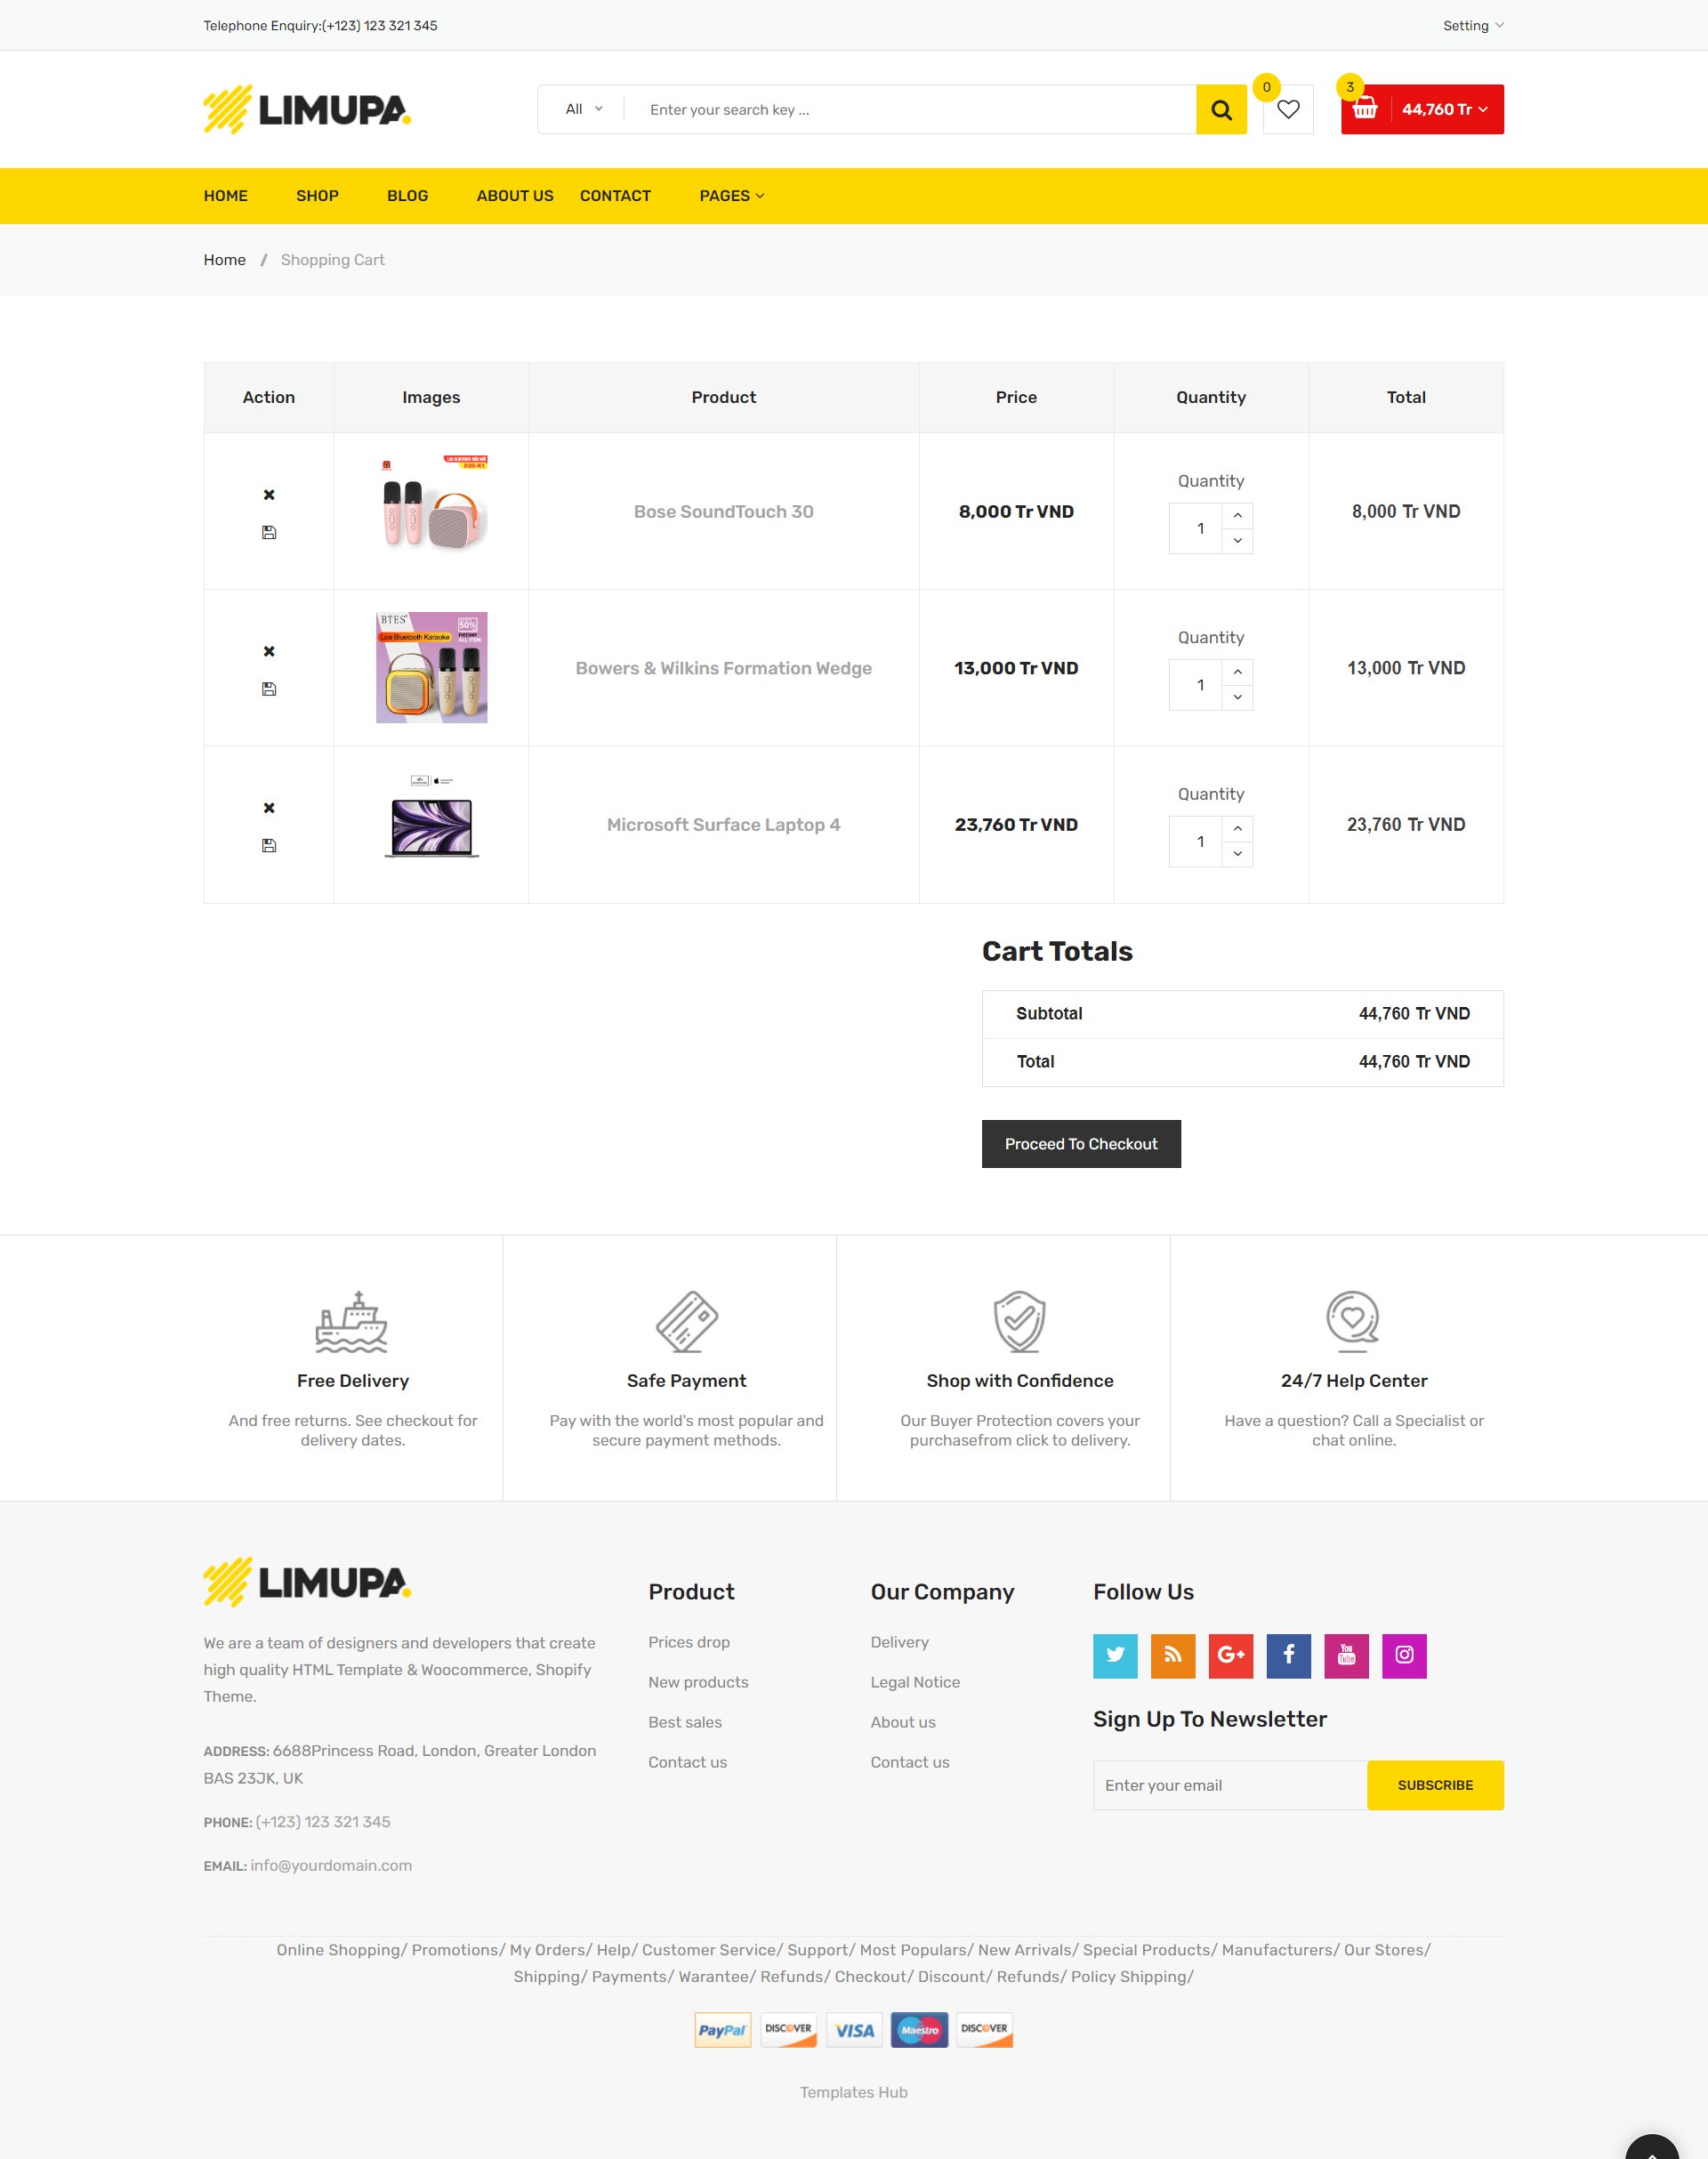 Telephone Enquiry:(+123) 123 321 345
Setting
LIMUPA
All
Enter your search key ...
0
3
44,760 Tr
HOME
SHOP
BLOG
ABOUT US
CONTACT
PAGES
Home / Shopping Cart
Action
Images
Product
Price
Quantity
Total
Bose SoundTouch 30
8,000 Tr VND
Quantity
1
8,000 Tr VND
BTES
50%
Loa Bluetooth Karaoke
Bowers & Wilkins Formation Wedge
13,000 Tr VND
Quantity
1
13,000 Tr VND
Microsoft Surface Laptop 4
23,760 Tr VND
Quantity
1
23,760 Tr VND
Cart Totals
Subtotal
44,760 Tr VND
Total
44,760 Tr VND
Proceed To Checkout
Free Delivery
And free returns. See checkout for
delivery dates.
Safe Payment
Pay with the world's most popular and
secure payment methods.
Shop with Confidence
Our Buyer Protection covers your
purchasefrom click to delivery.
24/7 Help Center
Have a question? Call a Specialist or
chat online.
LIMUPA
We are a team of designers and developers that create
high quality HTML Template & Woocommerce, Shopify
Theme.
ADDRESS: 6688Princess Road, London, Greater London
BAS 23JK, UK
PHONE: (+123) 123 321 345
EMAIL: info@yourdomain.com
Product
Prices drop
New products
Best sales
Contact us
Our Company
Delivery
Legal Notice
About us
Contact us
Follow Us
G+
f
You
Tube
Sign Up To Newsletter
Enter your email
SUBSCRIBE
Online Shopping/ Promotions/ My Orders/ Help/ Customer Service/ Support/ Most Populars/ New Arrivals/ Special Products/ Manufacturers/ Our Stores/
Shipping/ Payments/ Warantee/ Refunds/ Checkout/ Discount/ Refunds/ Policy Shipping/
PayPal
DISCOVER
VISA
Maestro
DISCOVER
Templates Hub